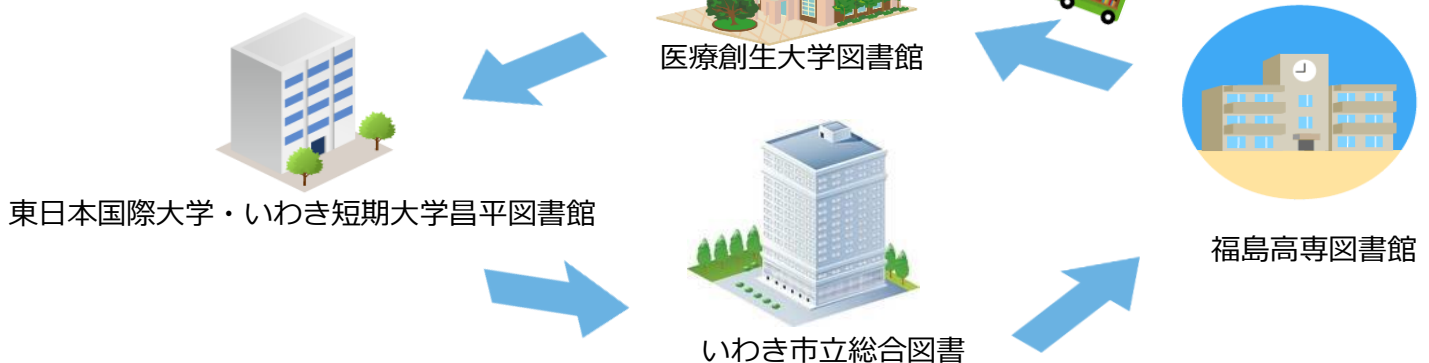 医療創生大学図書館
東日本国際大学・いわき短期大学昌平図書館
福島高専図書館
いわき市立総合図書